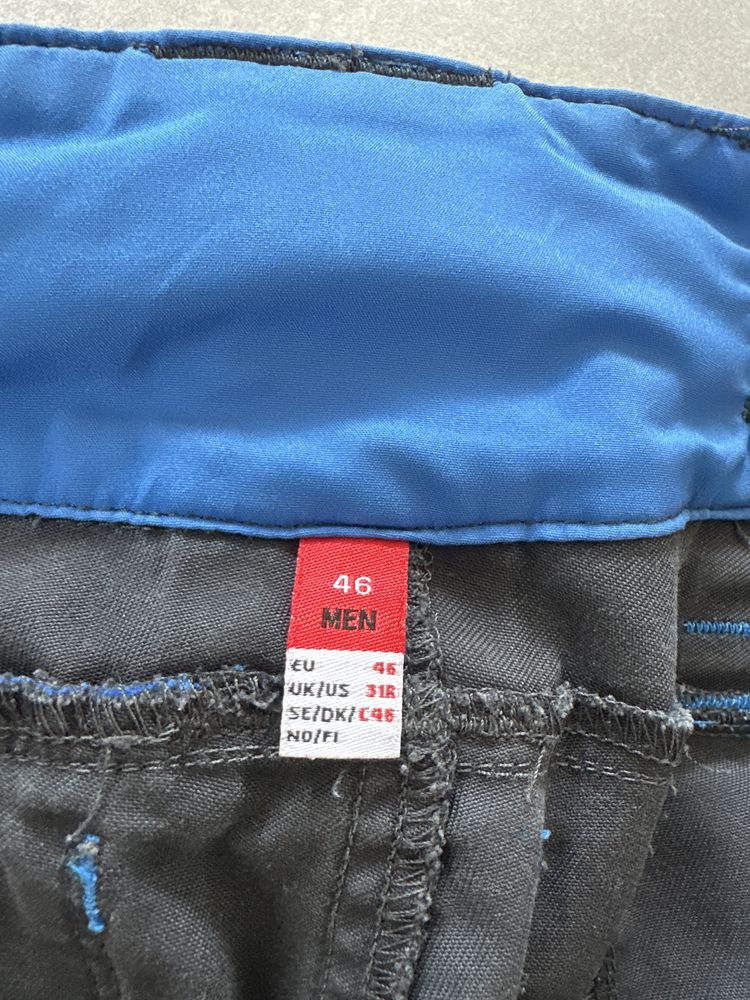 46
MEN
EU 46
UK/US 31R
SE/DK/ C46
NO/FI